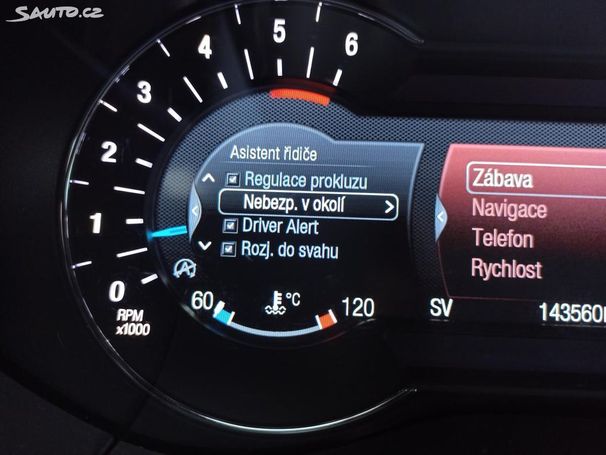 Sauto.cz
4
5
6
3
2
1
0
RPM
x1000
Asistent řidiče
Regulace prokluzu
Nebezp. v okolí >
Driver Alert
Rozj. do svahu
A
60
°C
120
Zábava
Navigace
Telefon
Rychlost
SV
143560